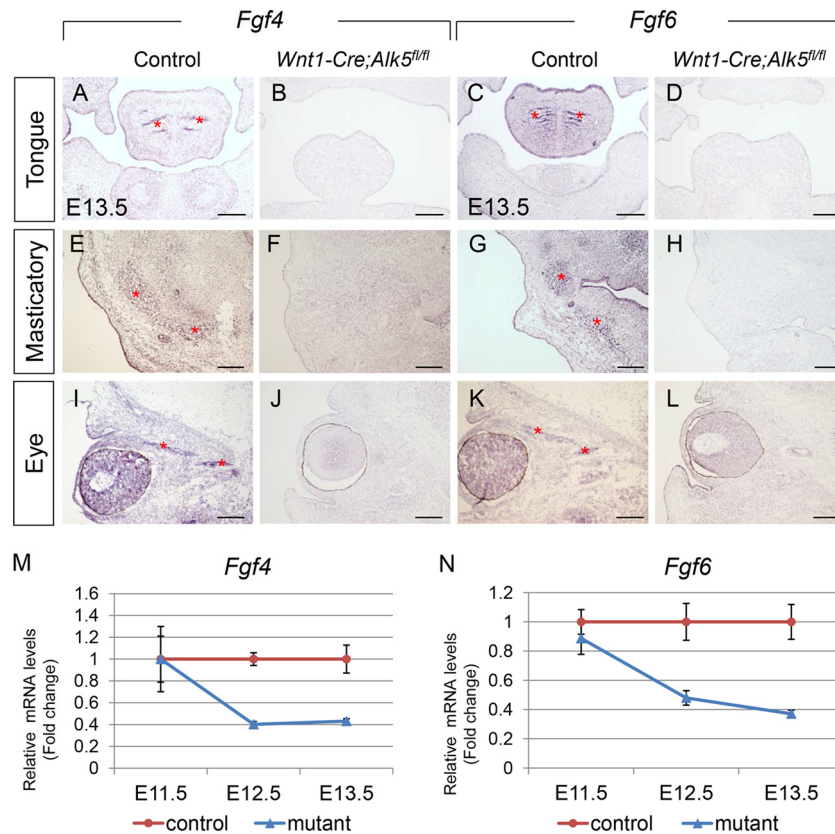 Fgf4 Fgf6
Control Wnt1-Cre;Alk5fl/fl Control Wnt1-Cre;Alk5fl/fl
Tongue
A B C D
E13.5 E13.5
Masticatory
E F G H
* * * *
Eye
I J K L
M Fgf4
Relative mRNA levels
(Fold change)
1.6
1.4
1.2
1
0.8
0.6
0.4
0.2
0
E11.5 E12.5 E13.5
control mutant
N Fgf6
Relative mRNA levels
(Fold change)
1.2
1
0.8
0.6
0.4
0.2
0
E11.5 E12.5 E13.5
control mutant